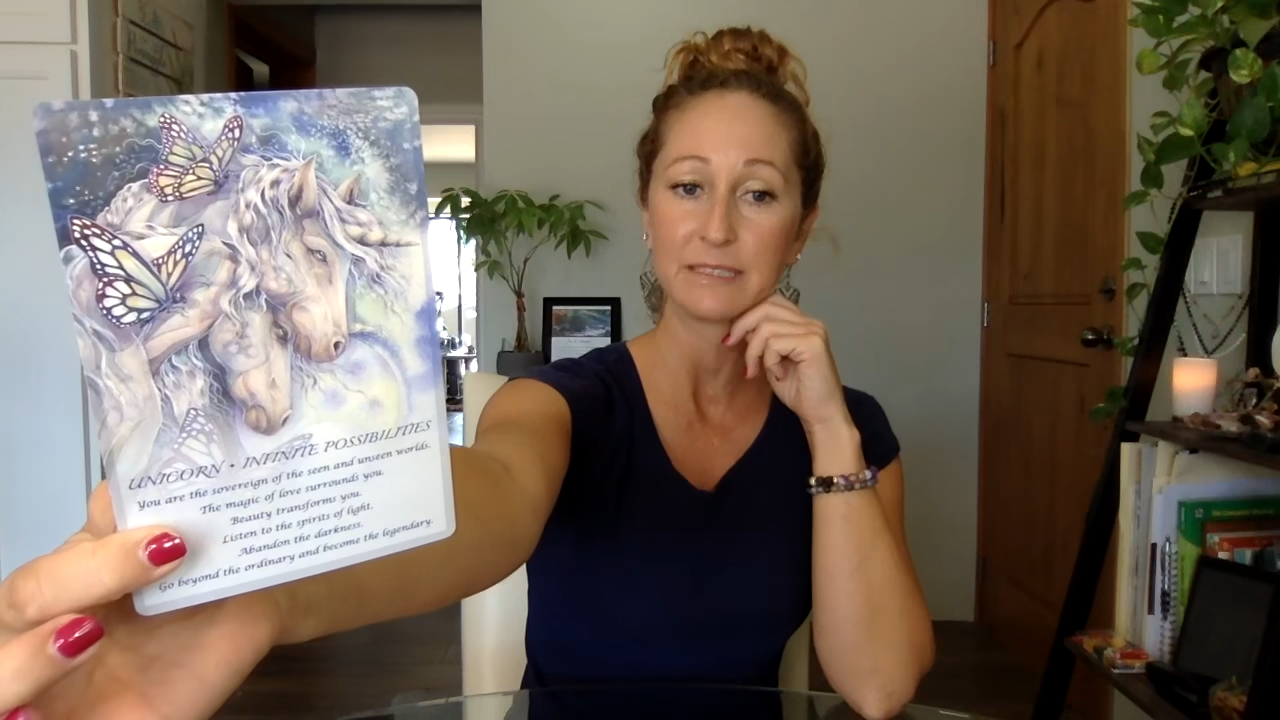 UNICORN • INFINITE POSSIBILITIES
You are the sovereign of the seen and unseen worlds.
The magic of love surrounds you.
Beauty transforms you.
Listen to the spirits of light.
Abandon the darkness.
Go beyond the ordinary and become the legendary.